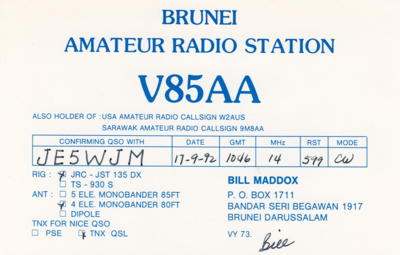 BRUNEI
AMATEUR RADIO STATION
V85AA
ALSO HOLDER OF : USA AMATEUR RADIO CALLSIGN W2AUS
SARAWAK AMATEUR RADIO CALLSIGN 9M8AA
CONFIRMING QSO WITH DATE GMT MHz RST MODE
JE5WJM 17-9-92 1046 14 599 CW
RIG : JRC - JST 135 DX
TS - 930 S
ANT : 5 ELE. MONOBANDER 85FT
4 ELE. MONOBANDER 80FT
DIPOLE
TNX FOR NICE QSO
PSE TNX QSL
BILL MADDOX
P. O. BOX 1711
BANDAR SERI BEGAWAN 1917
BRUNEI DARUSSALAM
VY 73. Bill